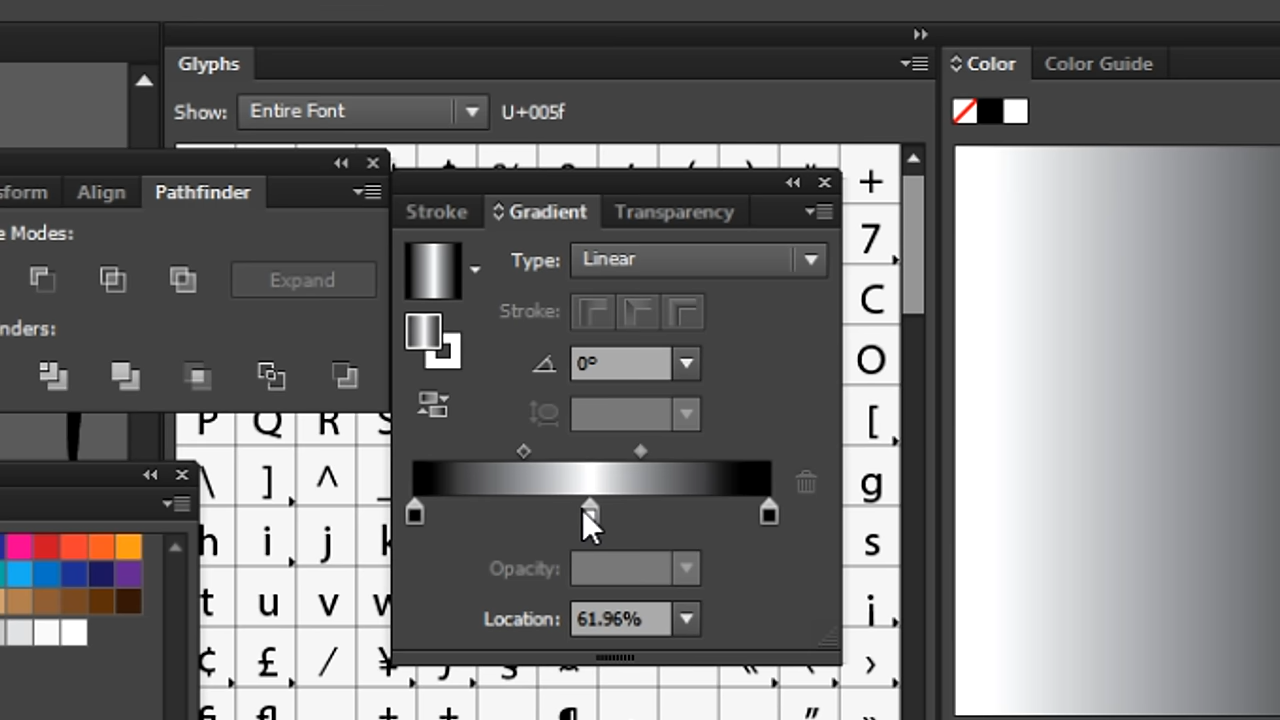 Glyphs
Color
Color Guide
Show:
Entire Font
U+005f
+
sform
Align
Pathfinder
e Modes:
Expand
nders:
Stroke
Gradient
Transparency
Type:
Linear
Stroke:
0°
Opacity:
Location:
61.96%
7
C
O
[
g
s
P Q R S
\ ] ^ _
h i j k
t u v w
¢ £ / ¥
i
›